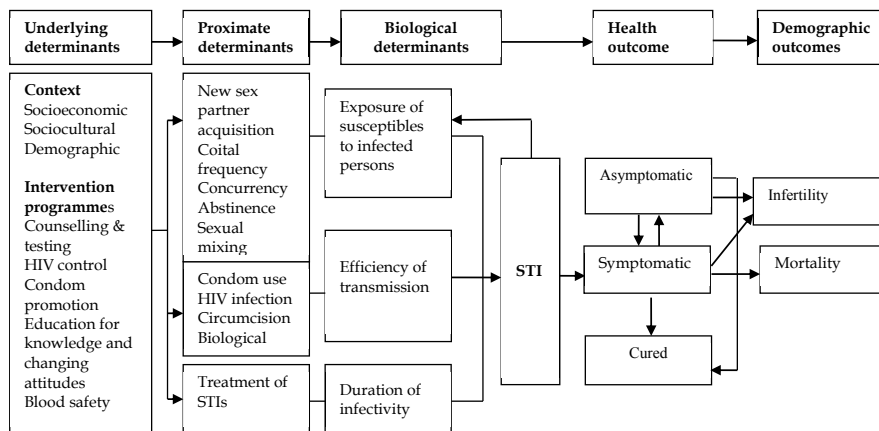 Underlying
determinants
Proximate
determinants
Biological
determinants
Health
outcome
Demographic
outcomes
Context
Socioeconomic
Sociocultural
Demographic
Intervention
programmes
Counselling &
testing
HIV control
Condom
promotion
Education for
knowledge and
changing
attitudes
Blood safety
New sex
partner
acquisition
Coital
frequency
Concurrency
Abstinence
Sexual
mixing
Condom use
HIV infection
Circumcision
Biological
Treatment of
STIs
Exposure of
susceptibles
to infected
persons
Efficiency of
transmission
Duration of
infectivity
STI
Asymptomatic
Symptomatic
Cured
Infertility
Mortality